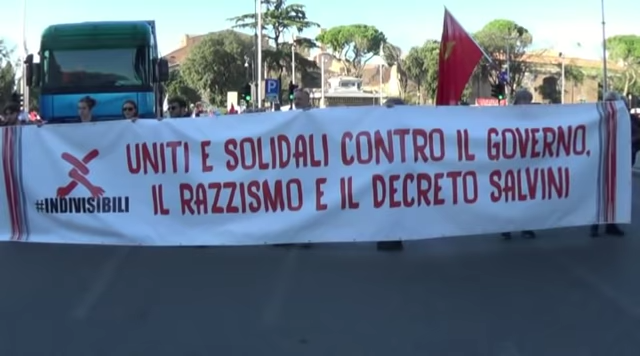 UNITI E SOLIDALI CONTRO IL GOVERNO,
IL RAZZISMO E IL DECRETO SALVINI
#INDIVISIBILI
P